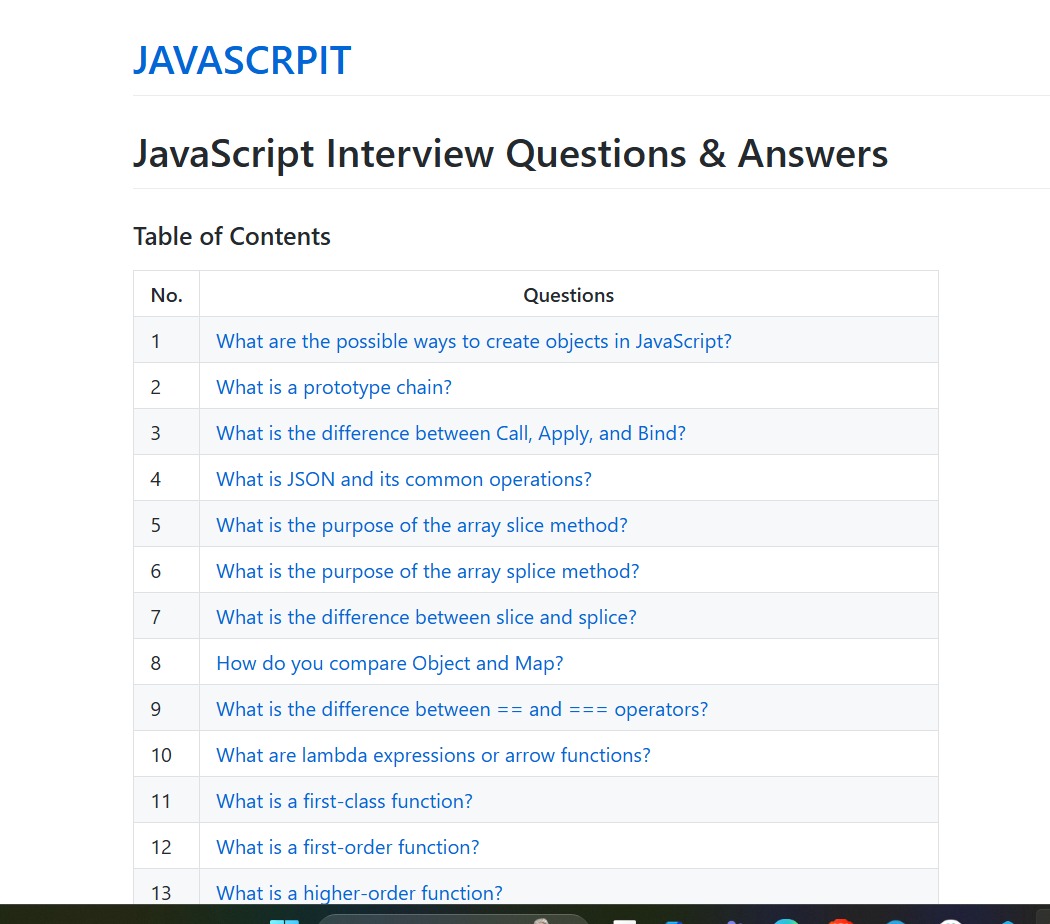 JAVASCRPIT
JavaScript Interview Questions & Answers
Table of Contents
No. Questions
1 What are the possible ways to create objects in JavaScript?
2 What is a prototype chain?
3 What is the difference between Call, Apply, and Bind?
4 What is JSON and its common operations?
5 What is the purpose of the array slice method?
6 What is the purpose of the array splice method?
7 What is the difference between slice and splice?
8 How do you compare Object and Map?
9 What is the difference between == and === operators?
10 What are lambda expressions or arrow functions?
11 What is a first-class function?
12 What is a first-order function?
13 What is a higher-order function?